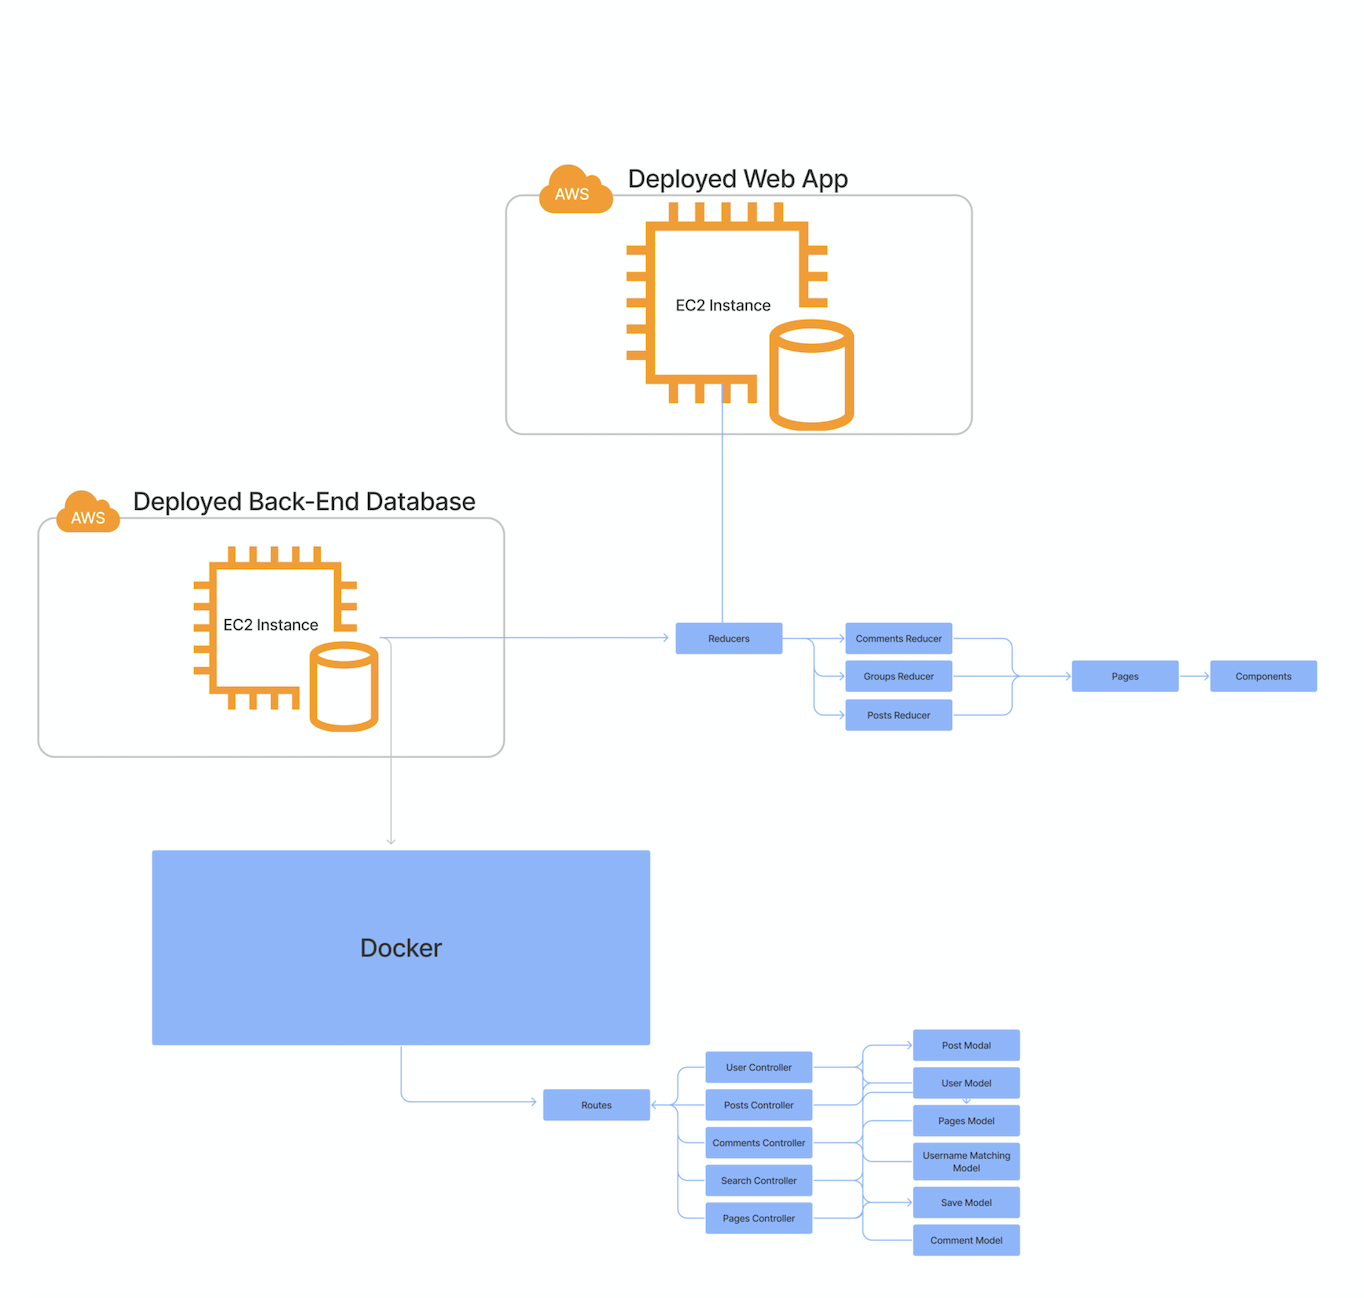 AWS
Deployed Web App
EC2 Instance
AWS
Deployed Back-End Database
EC2 Instance
Reducers
Comments Reducer
Groups Reducer
Posts Reducer
Pages
Components
Docker
Routes
User Controller
Posts Controller
Comments Controller
Search Controller
Pages Controller
Post Modal
User Model
Pages Model
Username Matching
Model
Save Model
Comment Model